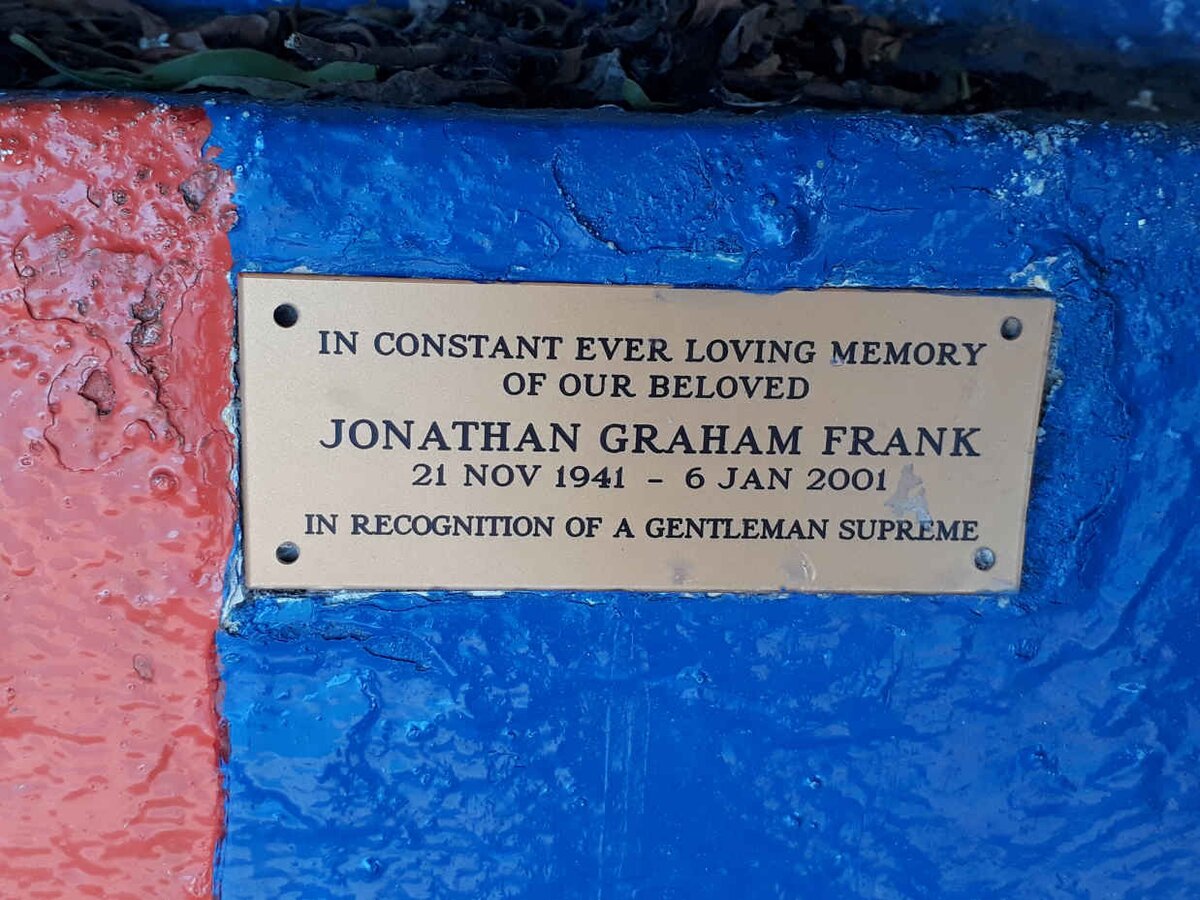 IN CONSTANT EVER LOVING MEMORY
OF OUR BELOVED
JONATHAN GRAHAM FRANK
21 NOV 1941 – 6 JAN 2001
IN RECOGNITION OF A GENTLEMAN SUPREME